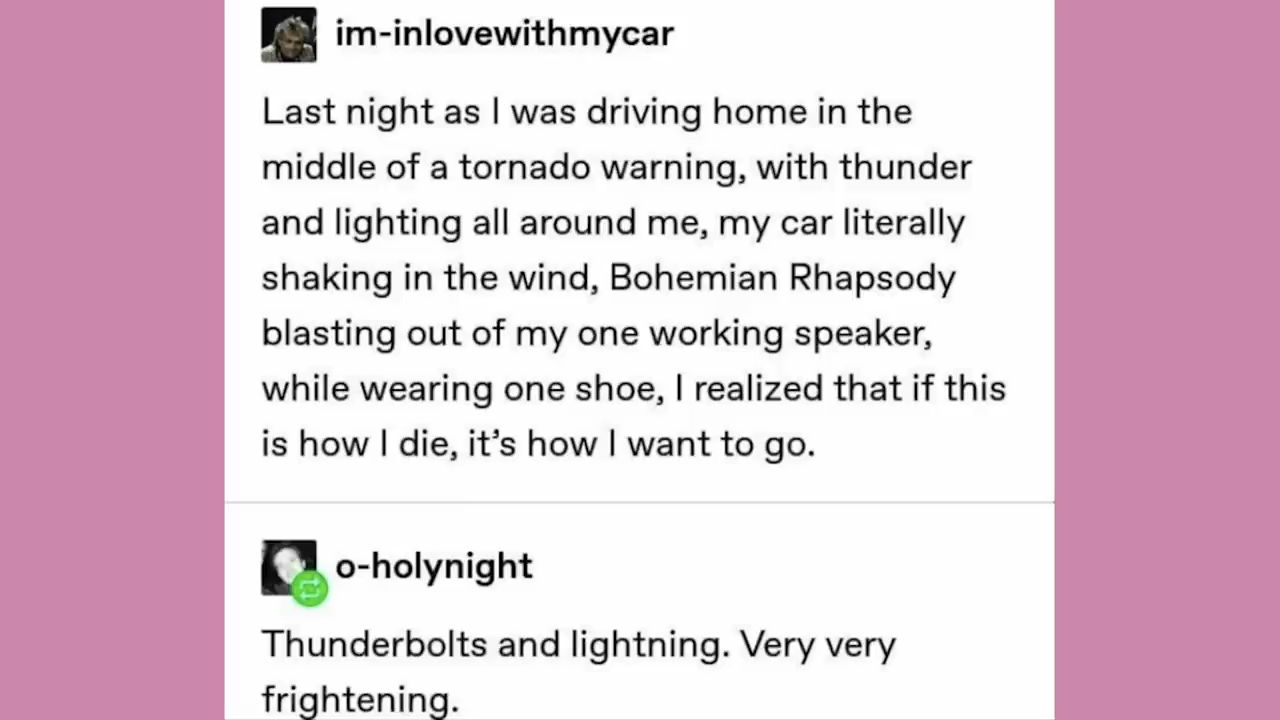 im-inlovewithmycar
Last night as I was driving home in the
middle of a tornado warning, with thunder
and lighting all around me, my car literally
shaking in the wind, Bohemian Rhapsody
blasting out of my one working speaker,
while wearing one shoe, I realized that if this
is how I die, it's how I want to go.
o-holynight
Thunderbolts and lightning. Very very
frightening.